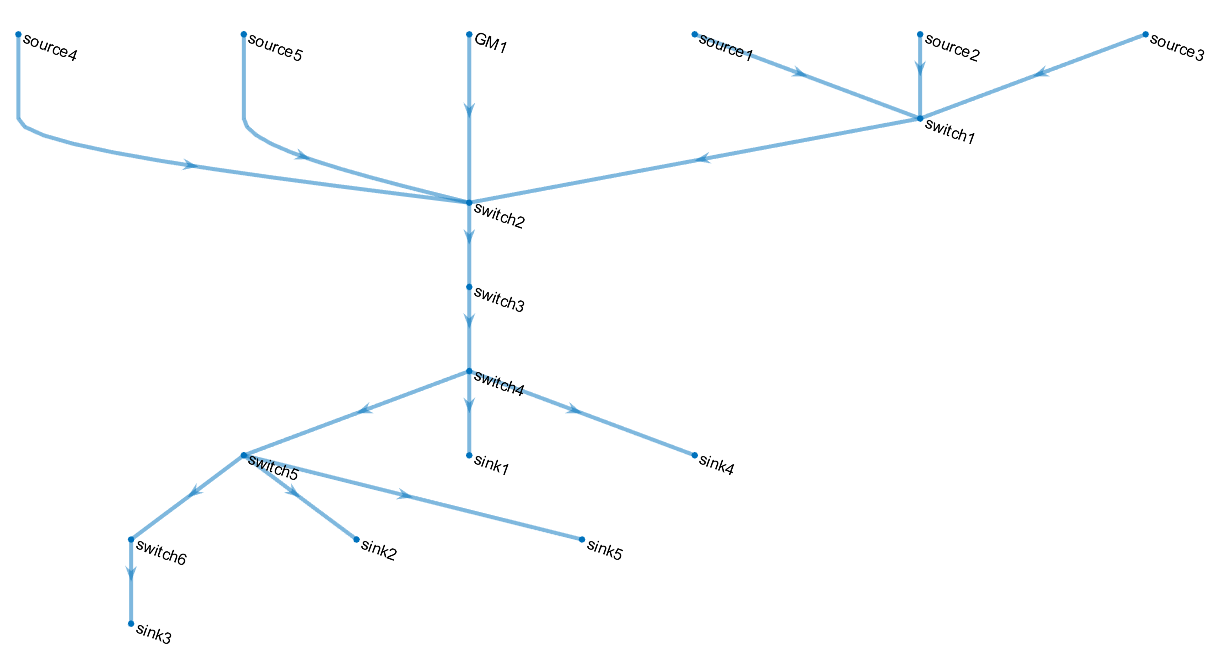 source4
source5
GM1
source1
source2
source3
switch1
switch2
switch3
switch4
switch5
sink1
sink4
switch6
sink2
sink5
sink3